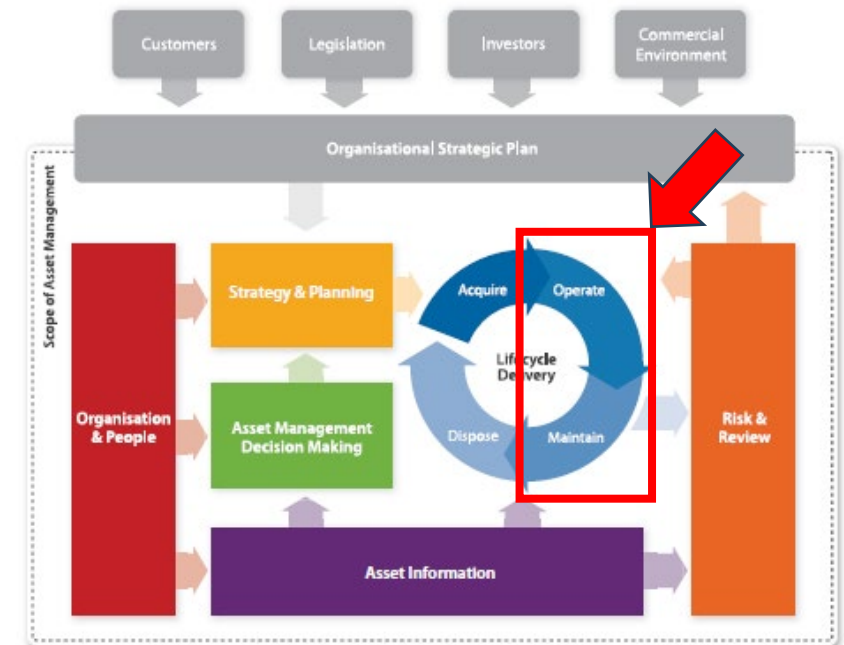 Customers
Legislation
Investors
Commercial
Environment
Organisational Strategic Plan
Scope of Asset Management
Strategy & Planning
Acquire
Operate
Lifecycle
Delivery
Organisation
& People
Asset Management
Decision Making
Dispose
Maintain
Risk &
Review
Asset Information